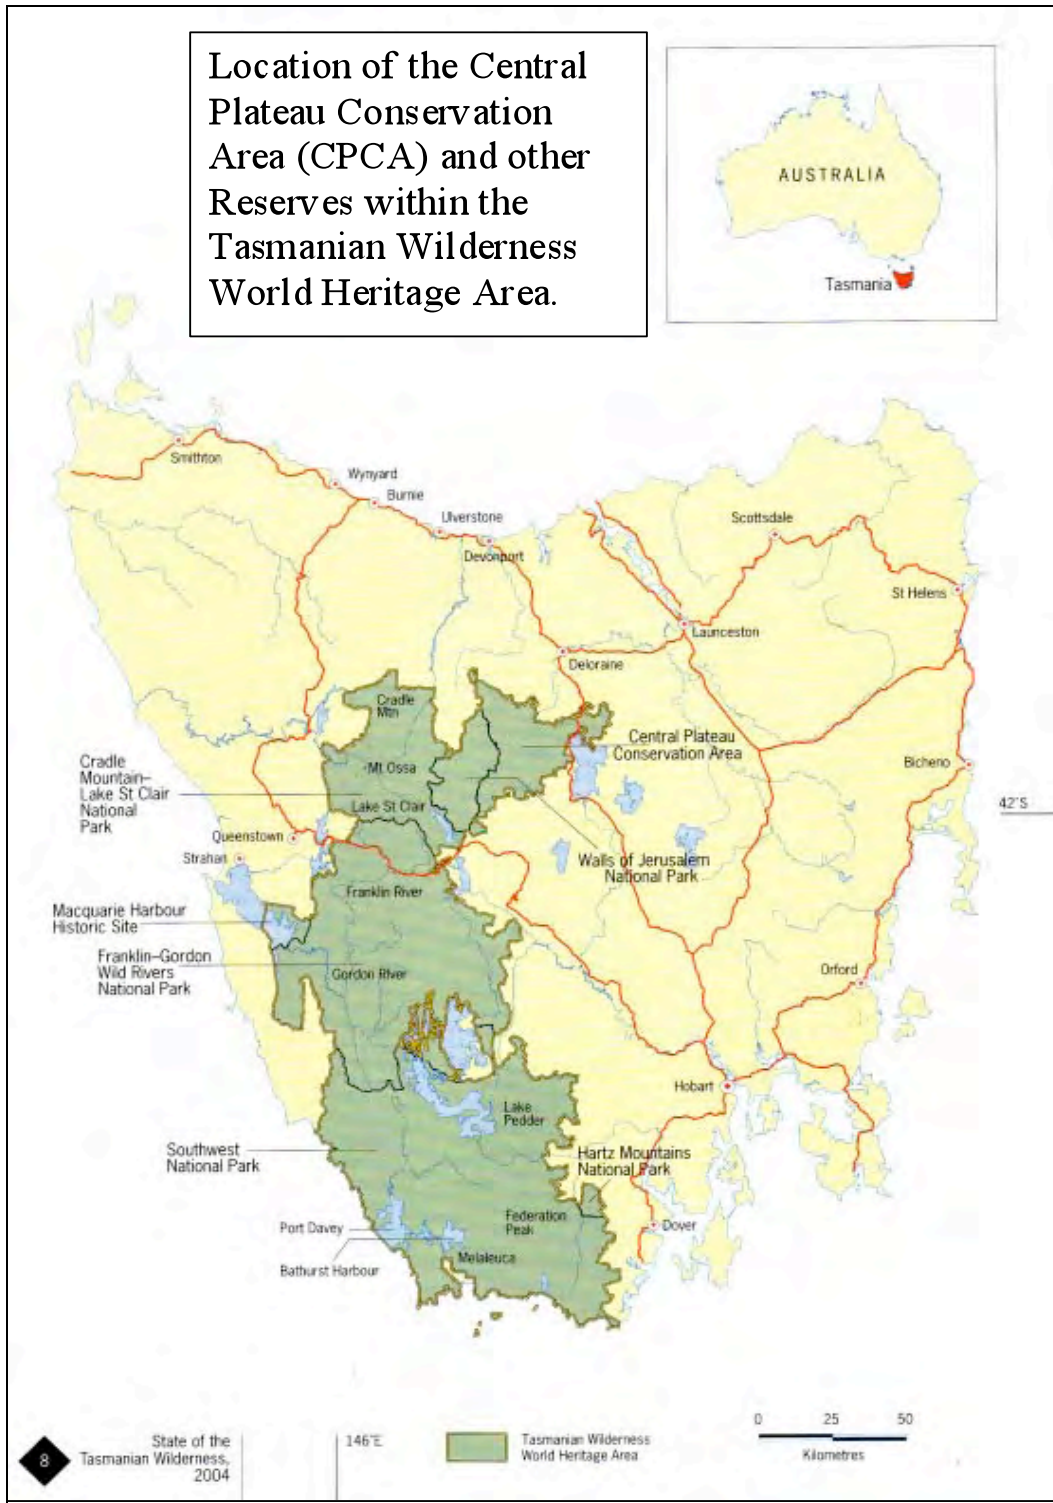 Location of the Central
Plateau Conservation
Area (CPCA) and other
Reserves within the
Tasmanian Wilderness
World Heritage Area.
AUSTRALIA
Tasmania
Smithton
Wynyard
Burnie
Ulverstone
Devonport
Scottsdale
St Helens
Launceston
Deloraine
Cradle
Mtn
Central Plateau
Conservation Area
Bicheno
Cradle
Mountain–
Lake St Clair
National
Park
Mt Ossa
Lake St Clair
42°S
Queenstown
Strahan
Walls of Jerusalem
National Park
Franklin River
Macquarie Harbour
Historic Site
Franklin–Gordon
Wild Rivers
National Park
Gordon River
Orford
Hobart
Lake
Pedder
Southwest
National Park
Hartz Mountains
National Park
Federation
Peak
Dover
Port Davey
Melaleuca
Bathurst Harbour
0 25 50
Kilometres
8
State of the
Tasmanian Wilderness,
2004
146°E
Tasmanian Wilderness
World Heritage Area